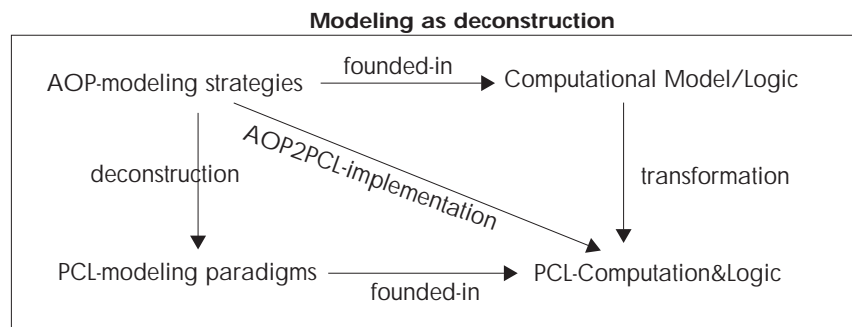 Modeling as deconstruction
AOP-modeling strategies
founded-in
Computational Model/Logic
AOP2PCL-implementation
deconstruction
transformation
PCL-modeling paradigms
founded-in
PCL-Computation&Logic